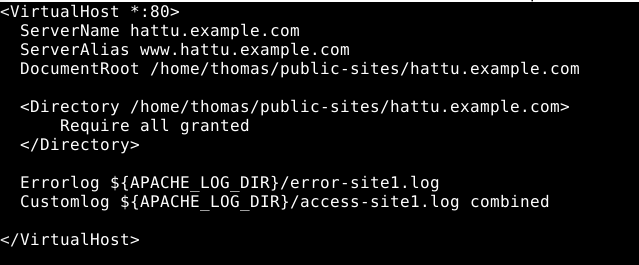 <VirtualHost *:80>
ServerName hattu.example.com
ServerAlias www.hattu.example.com
DocumentRoot /home/thomas/public-sites/hattu.example.com
<Directory /home/thomas/public-sites/hattu.example.com>
Require all granted
</Directory>
Errorlog ${APACHE_LOG_DIR}/error-site1.log
Customlog ${APACHE_LOG_DIR}/access-site1.log combined
</VirtualHost>